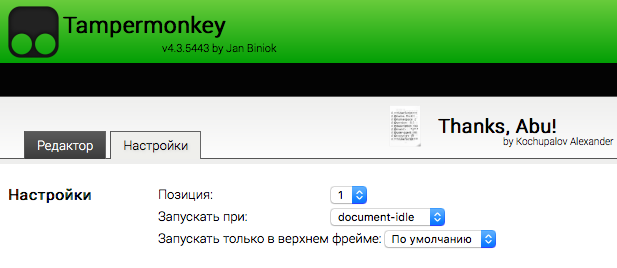 Tampermonkey
v4.3.5443 by Jan Biniok
Thanks, Abu!
by Kochupalov Alexander
Редактор
Настройки
Настройки
Позиция: 1
Запускать при: document-idle
Запускать только в верхнем фрейме: По умолчанию